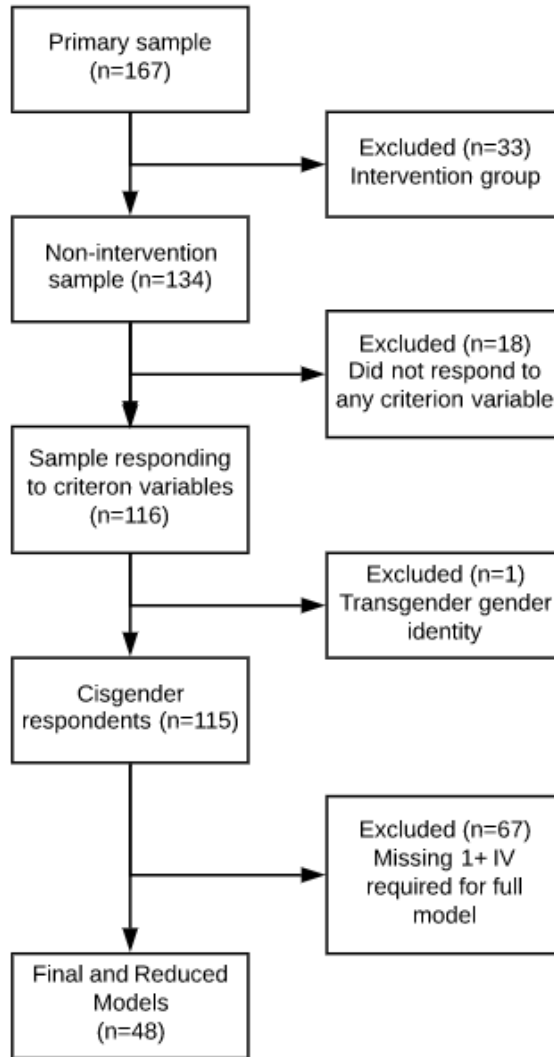 Primary sample
(n=167)
Excluded (n=33)
Intervention group
Non-intervention
sample (n=134)
Excluded (n=18)
Did not respond to
any criterion variable
Sample responding
to criteron variables
(n=116)
Excluded (n=1)
Transgender gender
identity
Cisgender
respondents (n=115)
Excluded (n=67)
Missing 1+ IV
required for full
model
Final and Reduced
Models
(n=48)